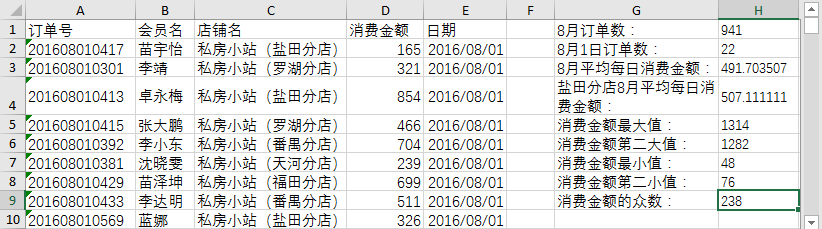 A B C D E F G H
1 订单号 会员名 店铺名 消费金额 日期 8月订单数： 941
2 201608010417 苗宇怡 私房小站（盐田分店） 165 2016/08/01 8月1日订单数： 22
3 201608010301 李靖 私房小站（罗湖分店） 321 2016/08/01 8月平均每日消费金额： 491.703507
4 201608010413 卓永梅 私房小站（盐田分店） 854 2016/08/01 盐田分店8月平均每日消费金额： 507.111111
5 201608010415 张大鹏 私房小站（罗湖分店） 466 2016/08/01 消费金额最大值： 1314
6 201608010392 李小东 私房小站（番禺分店） 704 2016/08/01 消费金额第二大值： 1282
7 201608010381 沈晓雯 私房小站（天河分店） 239 2016/08/01 消费金额最小值： 48
8 201608010429 苗泽坤 私房小站（福田分店） 699 2016/08/01 消费金额第二小值： 76
9 201608010433 李达明 私房小站（番禺分店） 511 2016/08/01 消费金额的众数： 238
10 201608010569 蓝娜 私房小站（盐田分店） 326 2016/08/01